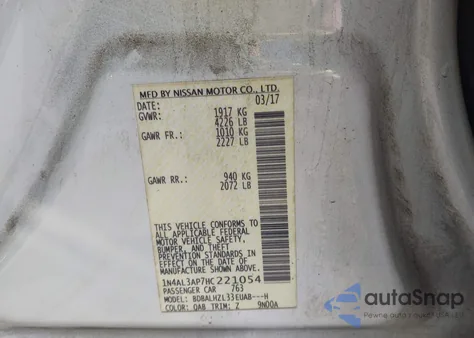 MFD BY NISSAN MOTOR CO., LTD.
DATE: 03/17
GVWR: 1917 KG
4226 LB
GAWR FR.: 1010 KG
2227 LB
GAWR RR.: 940 KG
2072 LB
THIS VEHICLE CONFORMS TO
ALL APPLICABLE FEDERAL
MOTOR VEHICLE SAFETY,
BUMPER, AND THEFT
PREVENTION STANDARDS IN
EFFECT ON THE DATE OF
MANUFACTURE SHOWN ABOVE.
1N4AL3AP7HC221054
PASSENGER CAR 763
MODEL: BDBALHZL33EUAB---H
COLOR: QAB TRIM: Z 9N00A
autoSnap